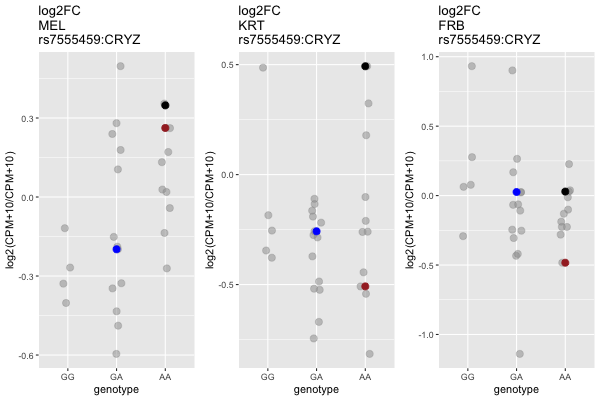 log2FC
MEL
rs7555459:CRYZ
log2(CPM+10/CPM+10)
0.3
0.0
-0.3
-0.6
GG GA AA
genotype
log2FC
KRT
rs7555459:CRYZ
log2(CPM+10/CPM+10)
0.5
0.0
-0.5
GG GA AA
genotype
log2FC
FRB
rs7555459:CRYZ
log2(CPM+10/CPM+10)
1.0
0.5
0.0
-0.5
-1.0
GG GA AA
genotype